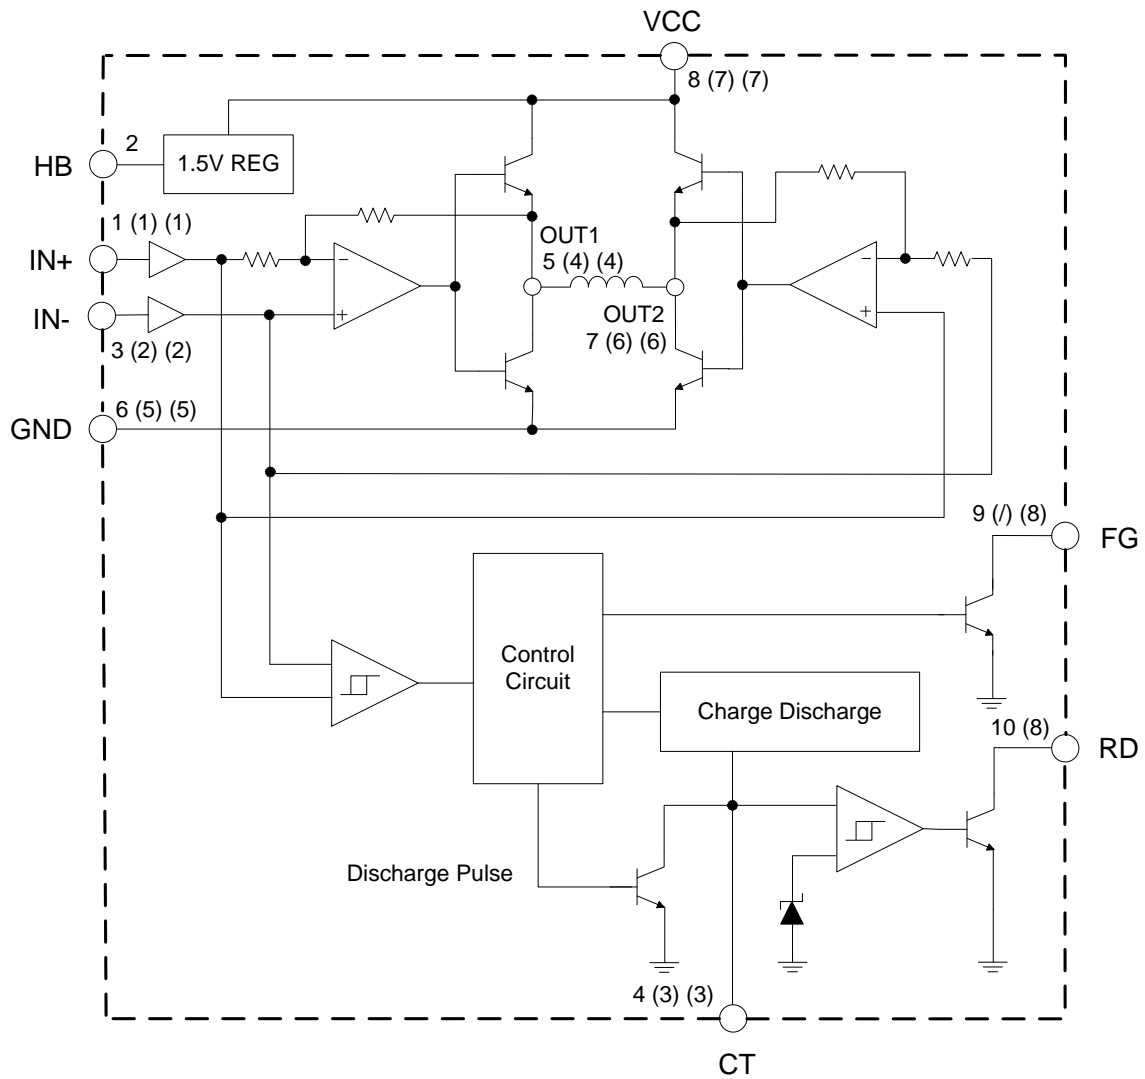 VCC
8 (7) (7)
HB
2
1.5V REG
1 (1) (1)
IN+
OUT1
5 (4) (4)
IN-
3 (2) (2)
OUT2
7 (6) (6)
−
+
−
+
GND
6 (5) (5)
9 (/) (8)
FG
Control
Circuit
Charge Discharge
10 (8)
RD
Discharge Pulse
4 (3) (3)
CT